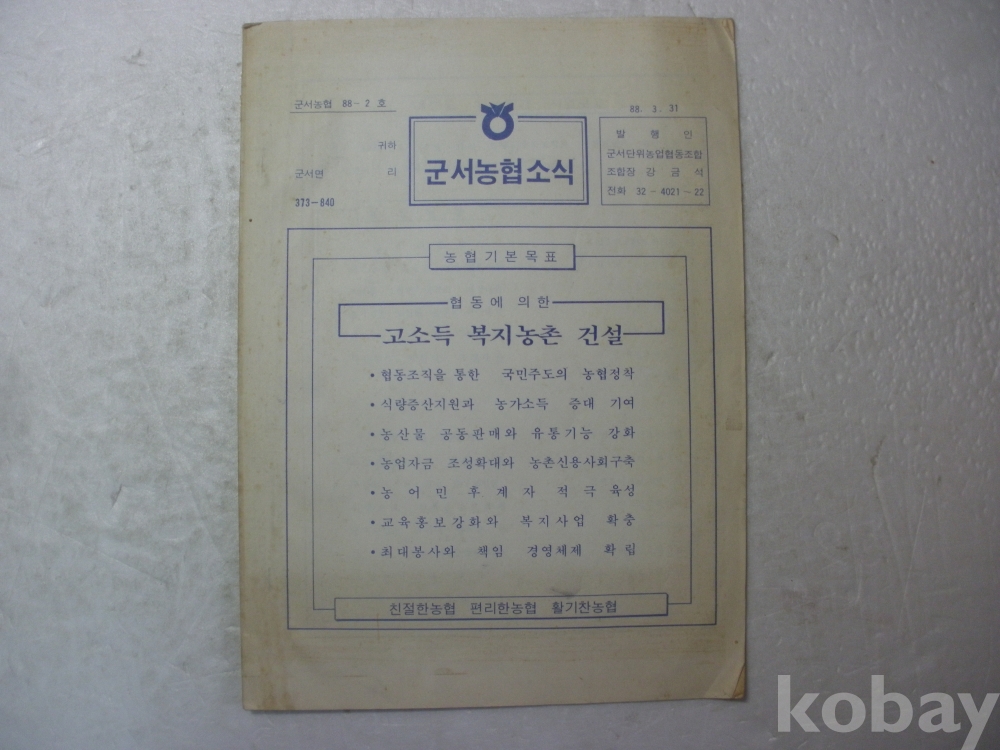 군서농협 88-2 호
88. 3. 31
귀하
군서면 리
373-840
군서농협소식
발 행 인
군서단위농업협동조합
조합장 강 글 석
전화 32-4021~22
농협기본목표
협동에 의한
고소득 복지농촌 건설
• 협동조직을 통한 국민주도의 농협정착
• 식량증산지원과 농가소득 증대 기여
• 농산물 공동판매와 유통기능 강화
• 농업자금 조성확대와 농촌신용사회구축
• 농 어 민 후 계 자 적 극 육성
• 교육홍보강화와 복지사업 확충
• 최대봉사와 책임 경영체제 확립
친절한농협 편리한농협 활기찬농협
kobay